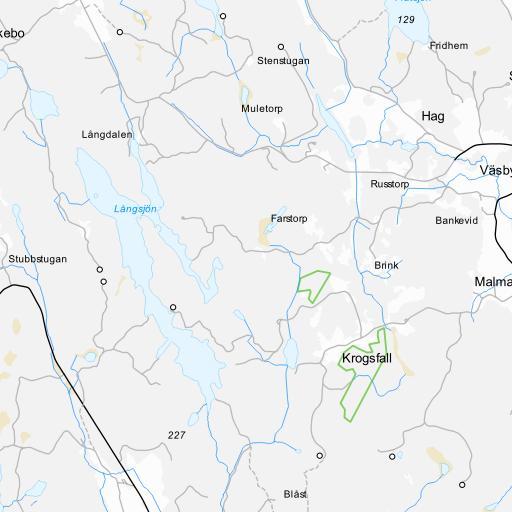 129
kebo
Fridhem
Stenstugan
Muletorp
Hag
Långdalen
Väsby
Russtorp
Långsjön
Farstorp
Bankevid
Stubbstugan
Brink
Malma
Krogsfall
227
Blåst